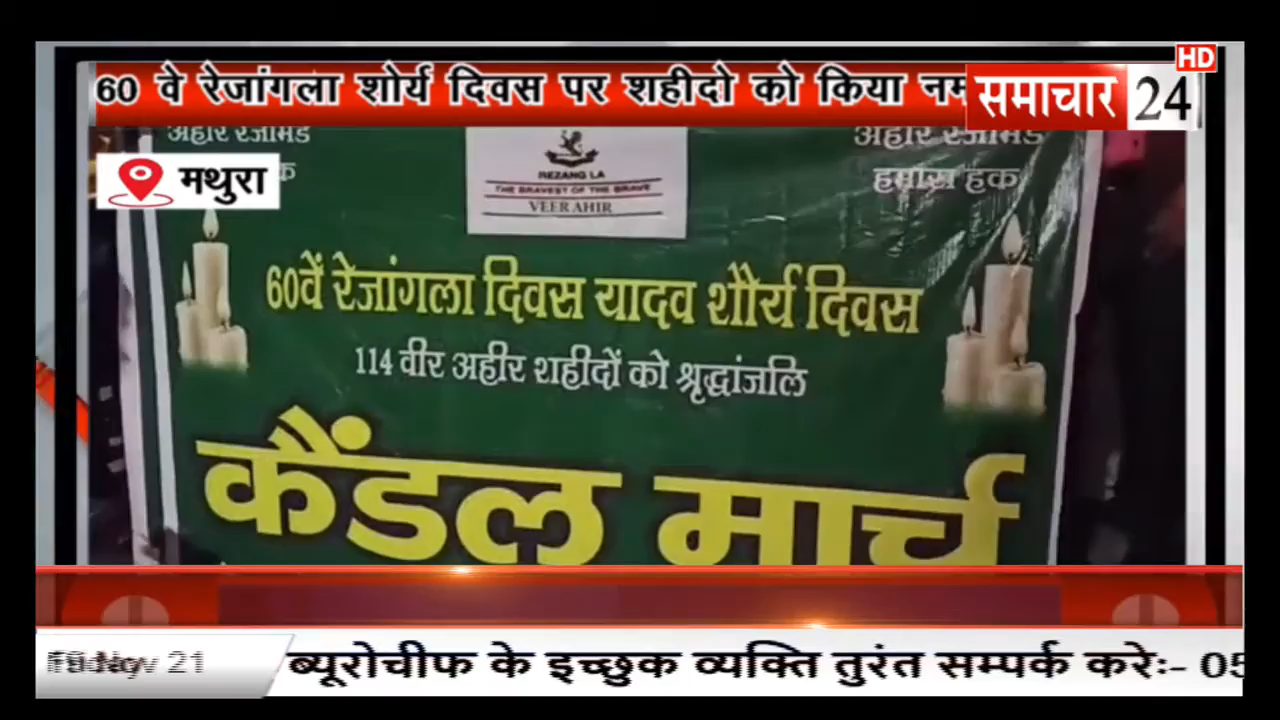 HD
60 वे रेजांगला शोर्य दिवस पर शहीदो को किया नम
समाचार 24
अहीर रेजीमेंट
अहीर रेजीमेंट
मथुरा
हमारा हक
REZANG LA
THE BRAVEST OF THE BRAVE
VEER AHIR
60वें रेजांगला दिवस यादव शौर्य दिवस
114 वीर अहीर शहीदों को श्रृद्धांजलि
कैंडल मार्च
Nov 21
ब्यूरोचीफ के इच्छुक व्यक्ति तुरंत सम्पर्क करेः- 05